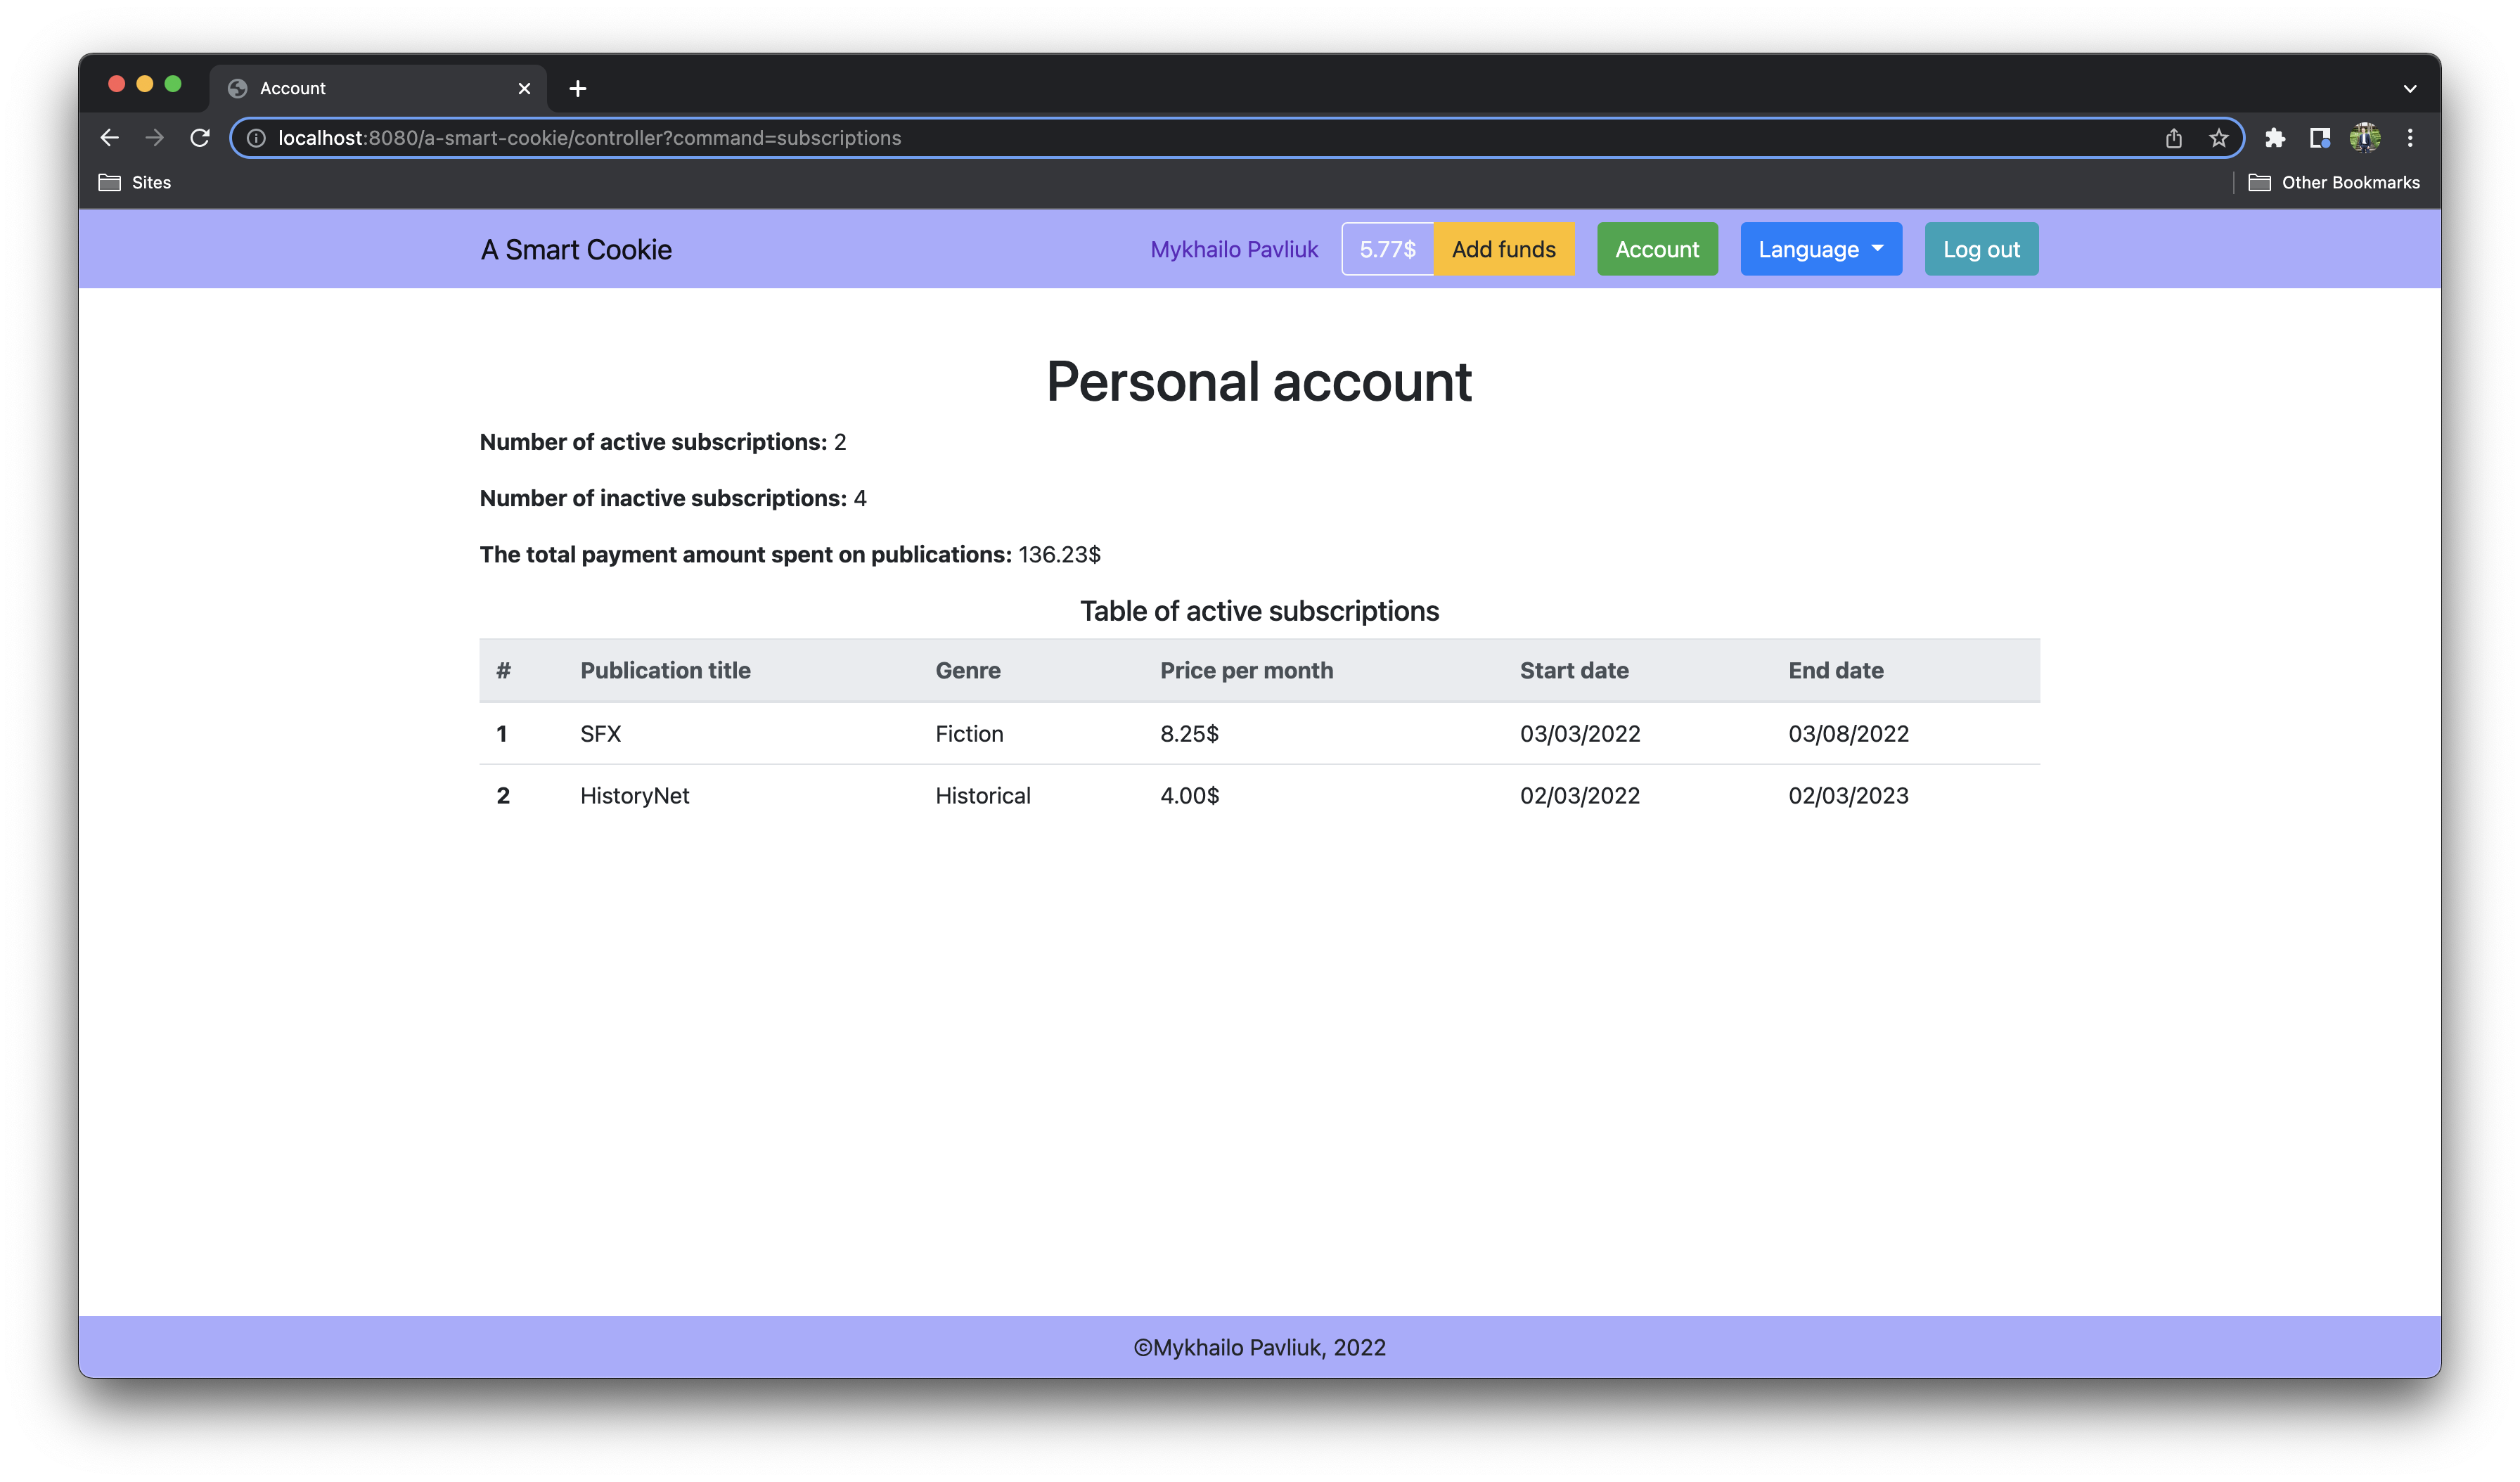 Account
localhost:8080/a-smart-cookie/controller?command=subscriptions
Sites
Other Bookmarks
A Smart Cookie
Mykhailo Pavliuk
5.77$
Add funds
Account
Language
Log out
Personal account
Number of active subscriptions: 2
Number of inactive subscriptions: 4
The total payment amount spent on publications: 136.23$
Table of active subscriptions
# Publication title Genre Price per month Start date End date
1 SFX Fiction 8.25$ 03/03/2022 03/08/2022
2 HistoryNet Historical 4.00$ 02/03/2022 02/03/2023
©Mykhailo Pavliuk, 2022